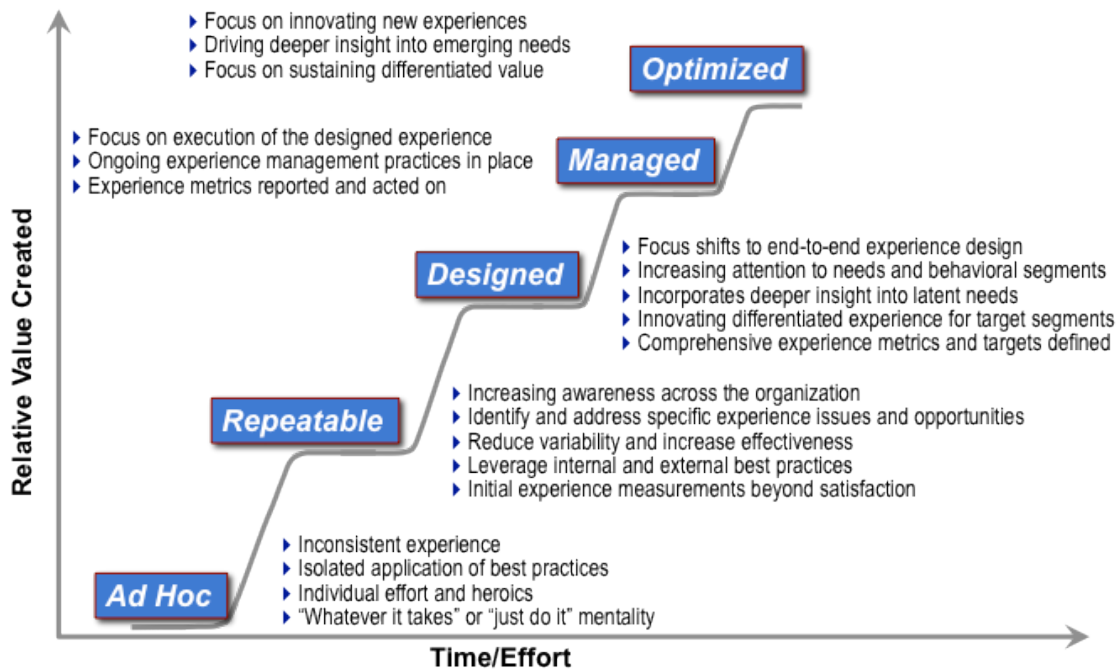 Focus on innovating new experiences
Driving deeper insight into emerging needs
Focus on sustaining differentiated value
Optimized
Focus on execution of the designed experience
Ongoing experience management practices in place
Experience metrics reported and acted on
Managed
Focus shifts to end-to-end experience design
Increasing attention to needs and behavioral segments
Incorporates deeper insight into latent needs
Innovating differentiated experience for target segments
Comprehensive experience metrics and targets defined
Designed
Increasing awareness across the organization
Identify and address specific experience issues and opportunities
Reduce variability and increase effectiveness
Leverage internal and external best practices
Initial experience measurements beyond satisfaction
Repeatable
Inconsistent experience
Isolated application of best practices
Individual effort and heroics
“Whatever it takes” or “just do it” mentality
Ad Hoc
Relative Value Created
Time/Effort